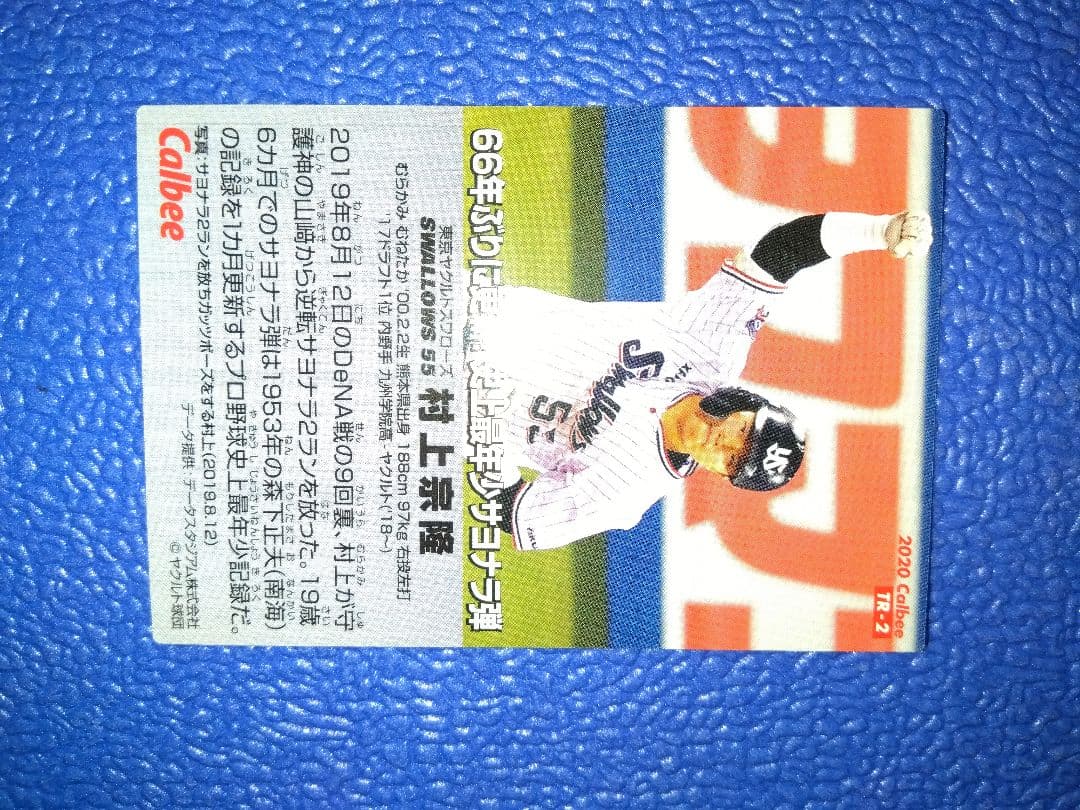 2020 Calbee
TR-2
Swallows
66年ぶりに更新 史上最年少サヨナラ弾
東京ヤクルトスワローズ
SWALLOWS 55 村上宗隆
むらかみ むねたか '00.2.2生 熊本県出身 188cm 97kg 右投左打
'17ドラフト1位 内野手 九州学院高 ヤクルト('18〜)
2019年8月12日のDeNA戦の9回裏、村上が守
護神の山﨑から逆転サヨナラ2ランを放った。19歳
6カ月でのサヨナラ弾は1953年の森下正夫(南海)
の記録を1カ月更新するプロ野球史上最年少記録だ。
写真:サヨナラ2ランを放ちガッツポーズをする村上(2019.8.12)
データ提供 データスタジアム株式会社
©ヤクルト球団
Calbee